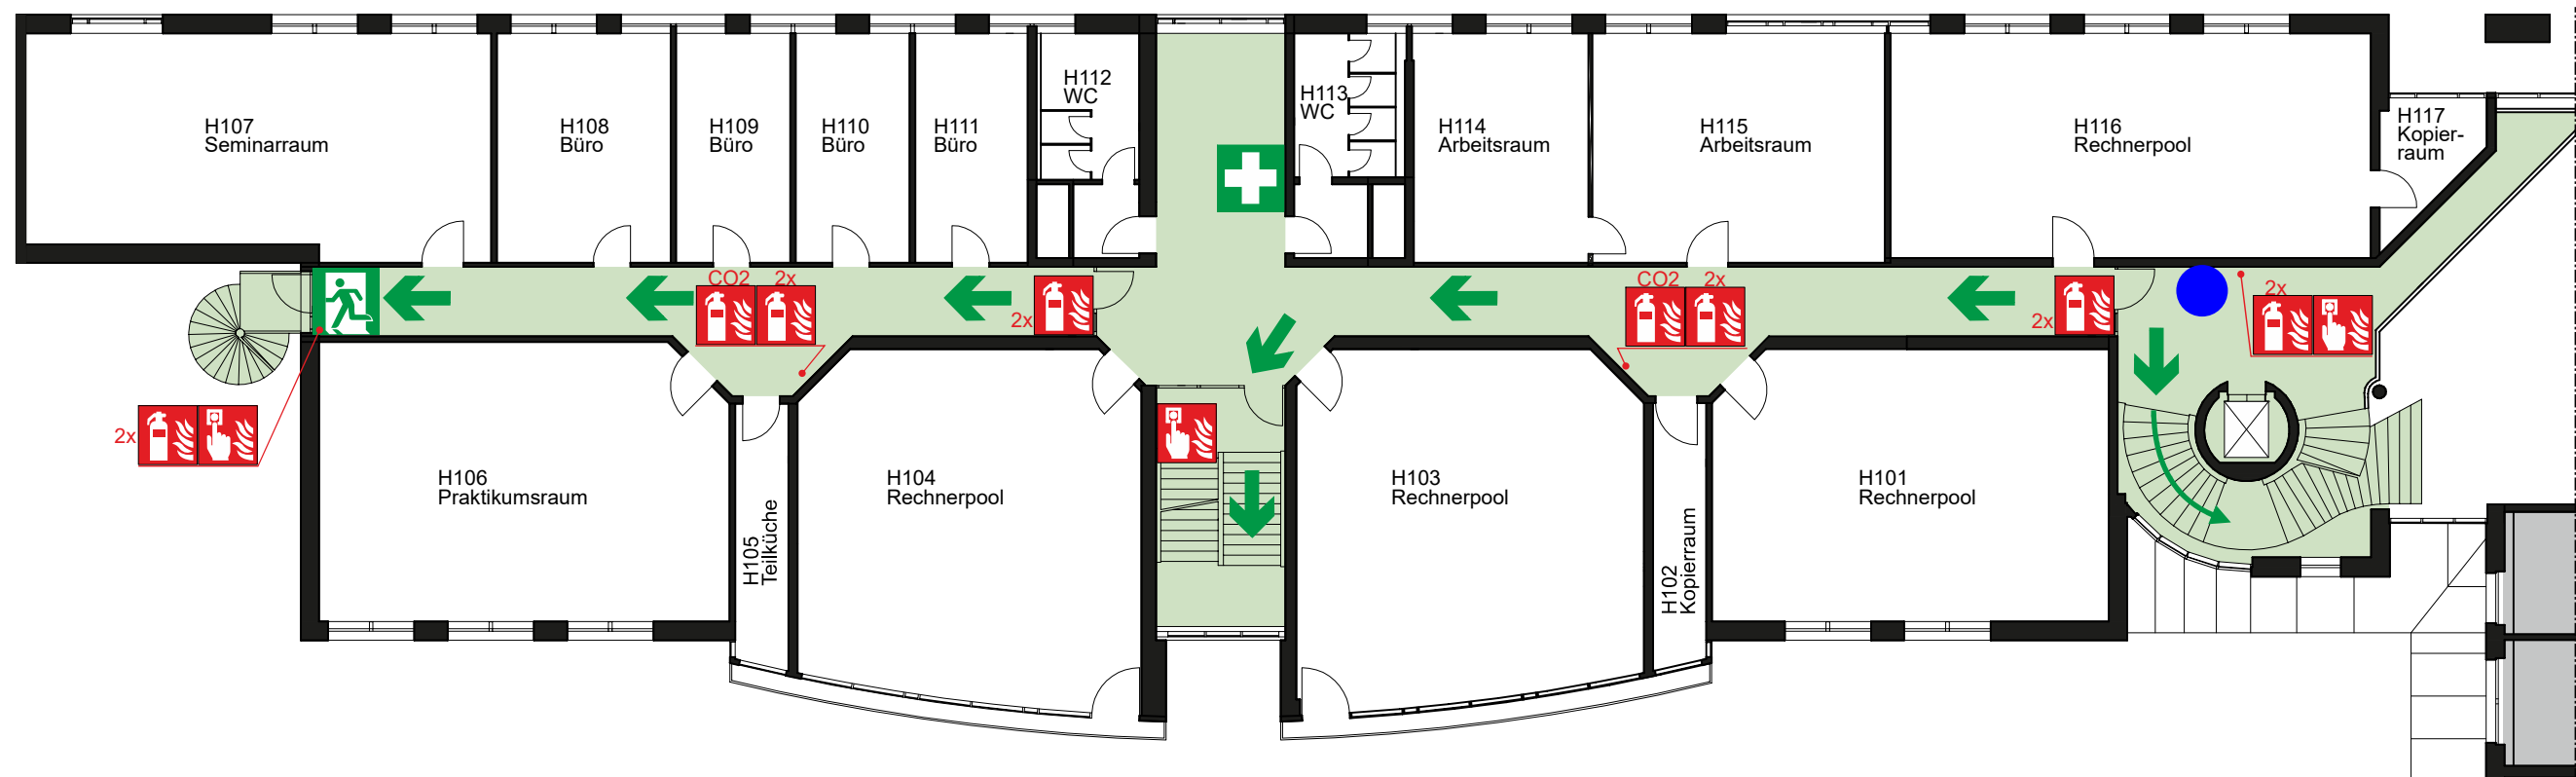 H107
Seminarraum
H108
Büro
H109
Büro
H110
Büro
H111
Büro
H112
WC
H113
WC
H114
Arbeitsraum
H115
Arbeitsraum
H116
Rechnerpool
H117
Kopier-
raum
CO2 2x
2x
CO2 2x
2x
2x
2x
H106
Praktikumsraum
H105
Teilküche
H104
Rechnerpool
H103
Rechnerpool
H102
Kopierraum
H101
Rechnerpool